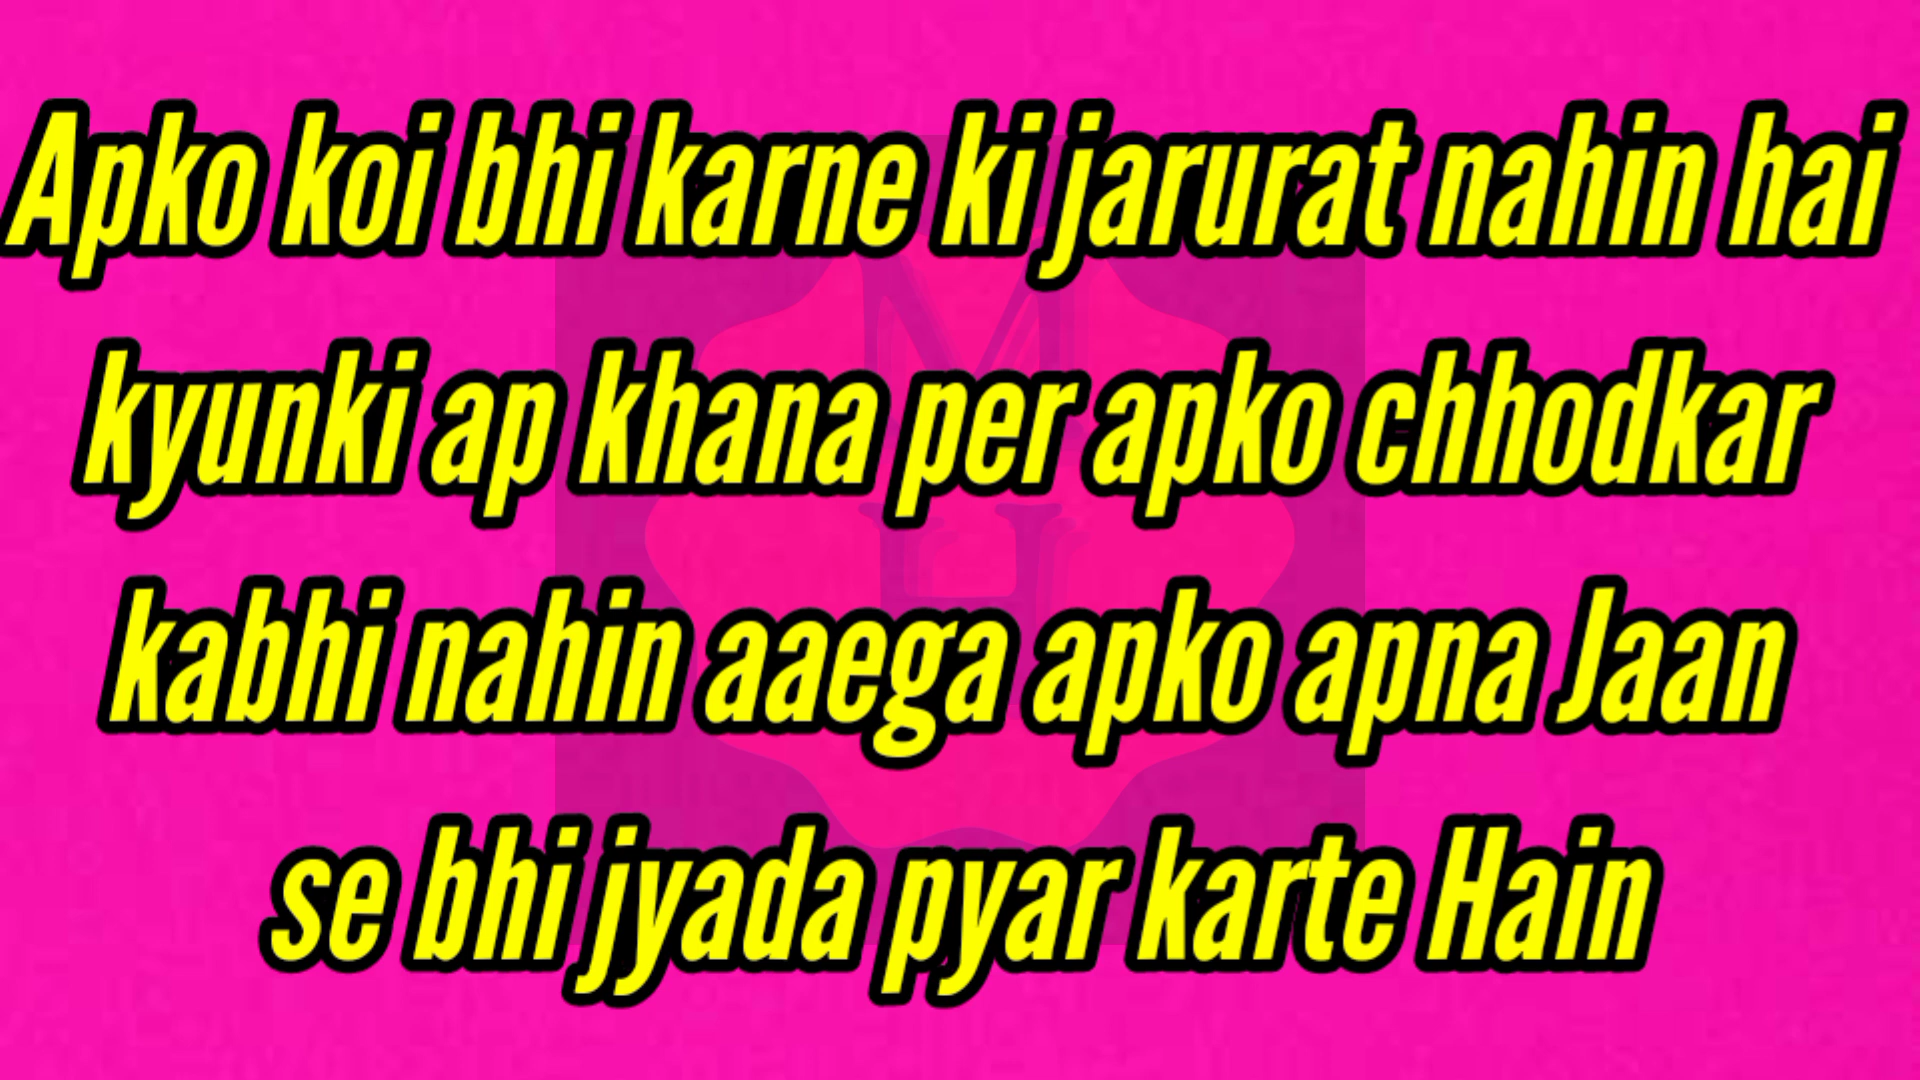 Apko koi bhi karne ki jarurat nahin hai
kyunki ap khana per apko chhodkar
kabhi nahin aaega apko apna Jaan
se bhi jyada pyar karte Hain
M
H